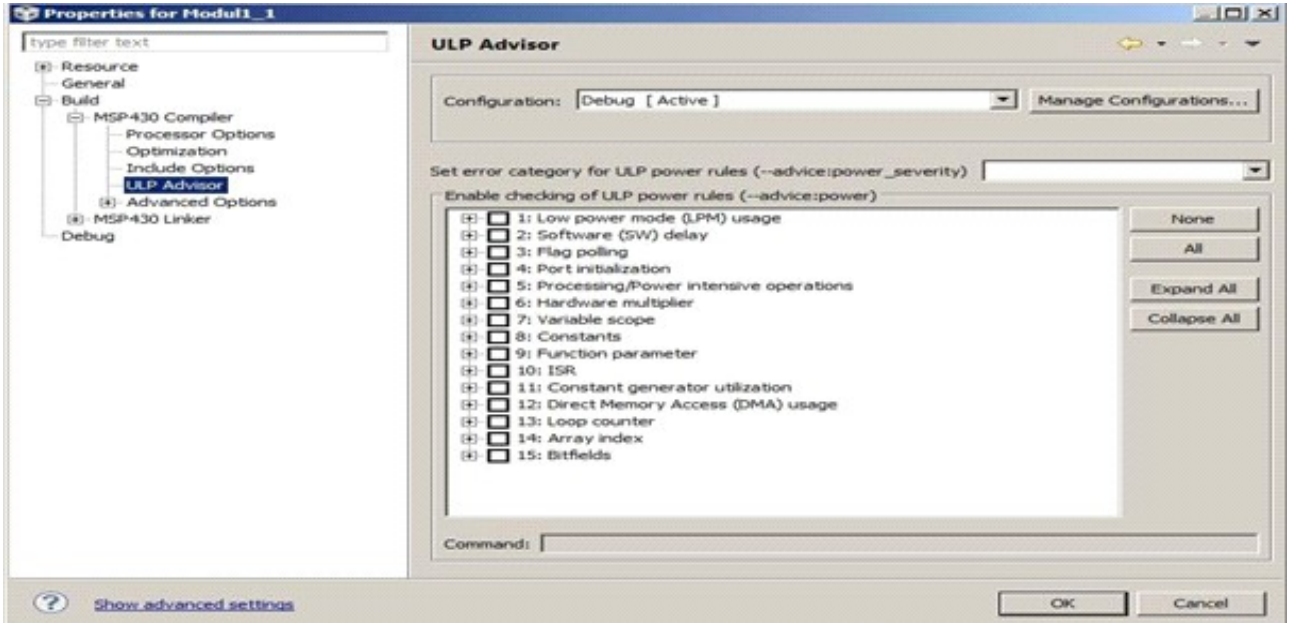 Properties for Modul1_1
type filter text
Resource
General
Build
MSP430 Compiler
Processor Options
Optimization
Include Options
ULP Advisor
Advanced Options
MSP430 Linker
Debug
ULP Advisor
Configuration: Debug [ Active ] Manage Configurations...
Set error category for ULP power rules (--advice:power_severity)
Enable checking of ULP power rules (--advice:power)
1: Low power mode (LPM) usage
2: Software (SW) delay
3: Flag polling
4: Port initialization
5: Processing/Power intensive operations
6: Hardware multiplier
7: Variable scope
8: Constants
9: Function parameter
10: ISR
11: Constant generator utilization
12: Direct Memory Access (DMA) usage
13: Loop counter
14: Array index
15: Bitfields
None
All
Expand All
Collapse All
Command:
Show advanced settings
OK
Cancel